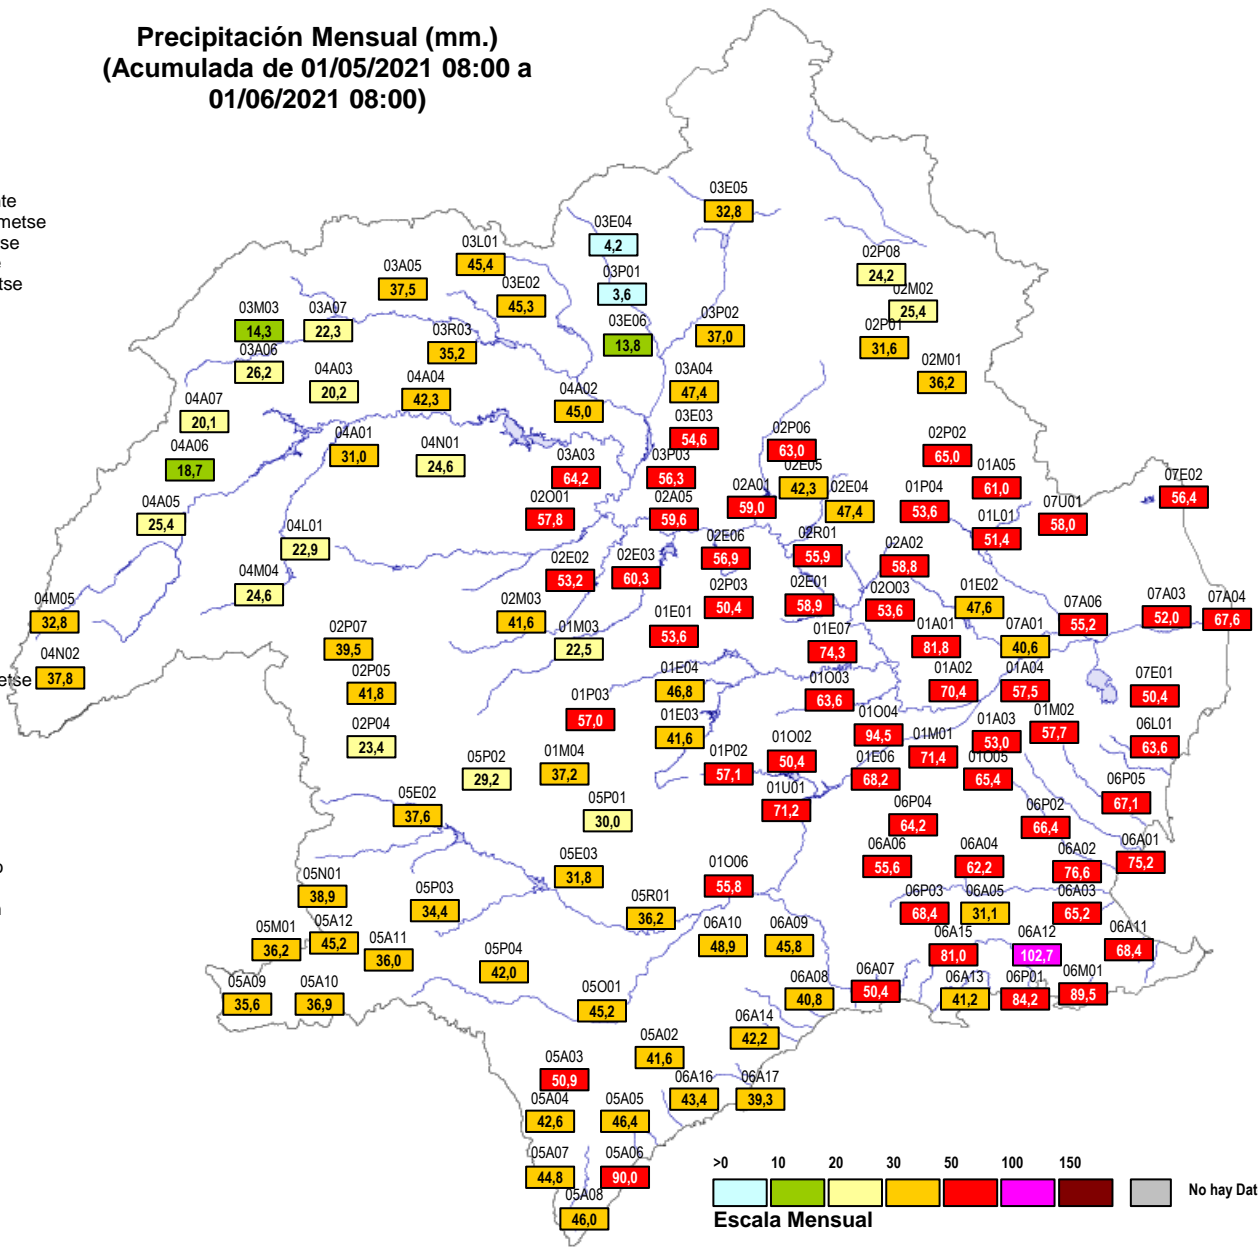 Precipitación Mensual (mm.)
(Acumulada de 01/05/2021 08:00 a
01/06/2021 08:00)
nte
metse
se
e
tse
03E05
32,8
03E04
4,2
03L01
45,4
02P08
24,2
03A05
37,5
03P01
3,6
03E02
45,3
02M02
25,4
03M03
14,3
03A07
22,3
03P02
37,0
03E06
13,8
02P01
31,6
03R03
35,2
03A06
26,2
02M01
36,2
04A03
20,2
04A04
42,3
03A04
47,4
04A02
45,0
04A07
20,1
03E03
54,6
04A01
31,0
04N01
24,6
02P06
63,0
02P02
65,0
04A06
18,7
03A03
64,2
03P03
56,3
02E05
42,3
01A05
61,0
07E02
56,4
02A01
59,0
02E04
47,4
01P04
53,6
04A05
25,4
02O01
57,8
02A05
59,6
07U01
58,0
01L01
51,4
04L01
22,9
02E06
56,9
02R01
55,9
02A02
58,8
02E02
53,2
02E03
60,3
04M04
24,6
02P03
50,4
02E01
58,9
02O03
53,6
01E02
47,6
07A03
52,0
07A04
67,6
04M05
32,8
02M03
41,6
07A06
55,2
01E01
53,6
02P07
39,5
01M03
22,5
01E07
74,3
01A01
81,8
07A01
40,6
04N02
37,8
etse
02P05
41,8
01E04
46,8
01O03
63,6
01A02
70,4
01A04
57,5
07E01
50,4
01P03
57,0
01E03
41,6
02P04
23,4
01O04
94,5
01A03
53,0
01M02
57,7
06L01
63,6
01M01
71,4
05P02
29,2
01M04
37,2
01P02
57,1
01O02
50,4
01E06
68,2
01O05
65,4
05E02
37,6
05P01
30,0
01U01
71,2
06P04
64,2
06P02
66,4
06P05
67,1
05E03
31,8
01O06
55,8
06A06
55,6
06A04
62,2
06A02
76,6
06A01
75,2
o
05N01
38,9
05P03
34,4
05R01
36,2
06P03
68,4
06A05
31,1
06A03
65,2
05M01
36,2
05A12
45,2
05A11
36,0
05P04
42,0
06A10
48,9
06A09
45,8
06A15
81,0
06A12
102,7
06A11
68,4
05A09
35,6
05A10
36,9
05O01
45,2
06A08
40,8
06A07
50,4
06A13
41,2
06P01
84,2
06M01
89,5
06A14
42,2
05A02
41,6
05A03
50,9
06A16
43,4
06A17
39,3
05A04
42,6
05A05
46,4
05A07
44,8
05A06
90,0
05A08
46,0
>0 10 20 30 50 100 150
No hay Dat
Escala Mensual